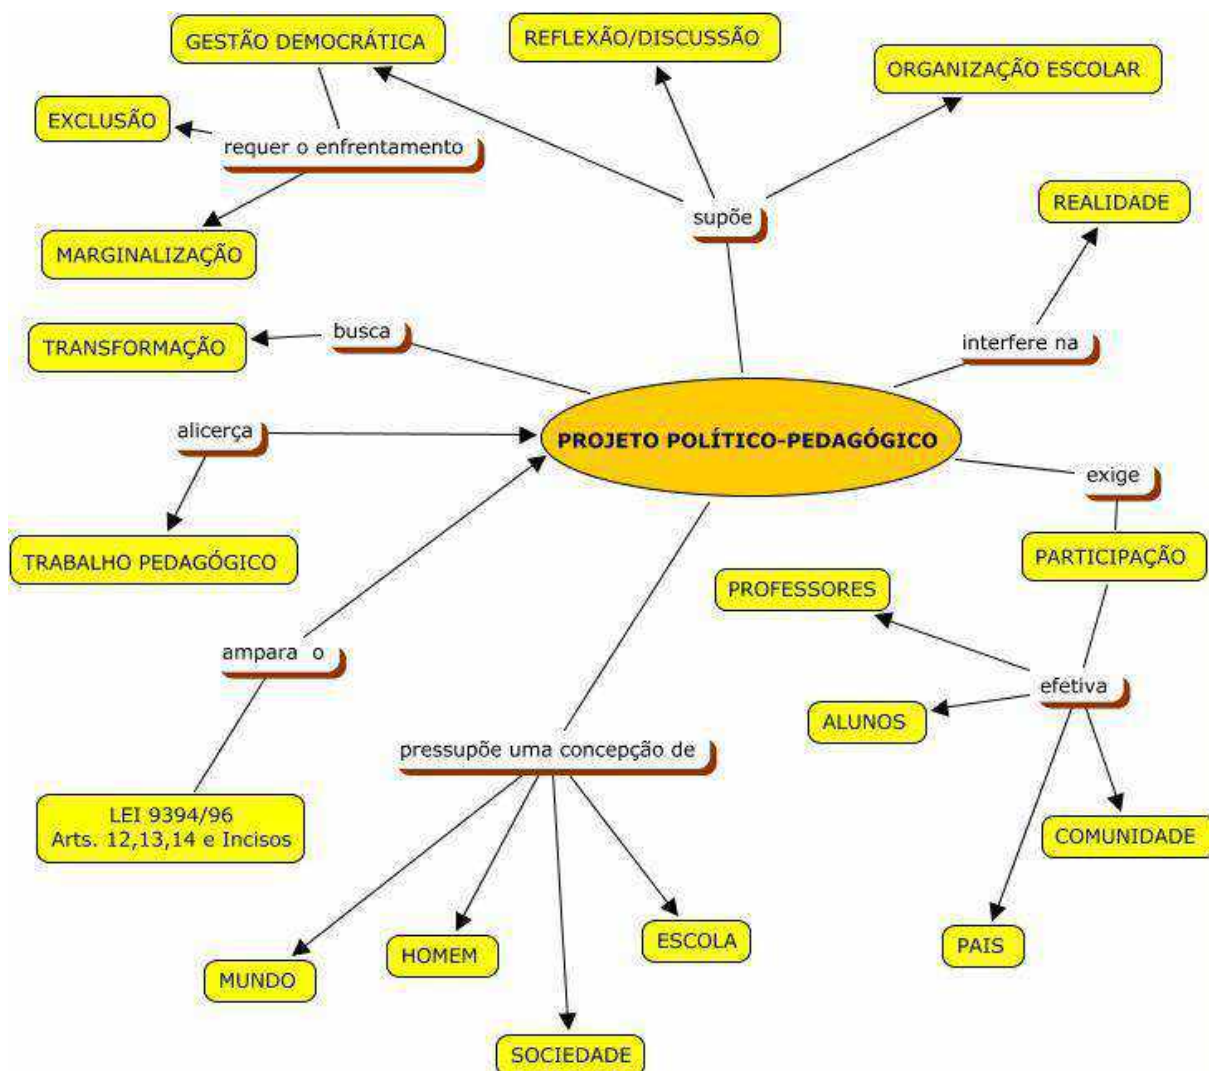 GESTÃO DEMOCRÁTICA
REFLEXÃO/DISCUSSÃO
ORGANIZAÇÃO ESCOLAR
EXCLUSÃO
requer o enfrentamento
REALIDADE
supõe
MARGINALIZAÇÃO
busca
TRANSFORMAÇÃO
interfere na
alicerça
PROJETO POLÍTICO-PEDAGÓGICO
exige
TRABALHO PEDAGÓGICO
PARTICIPAÇÃO
PROFESSORES
ampara o
efetiva
ALUNOS
pressupõe uma concepção de
LEI 9394/96
Arts. 12,13,14 e Incisos
COMUNIDADE
ESCOLA
HOMEM
PAIS
MUNDO
SOCIEDADE